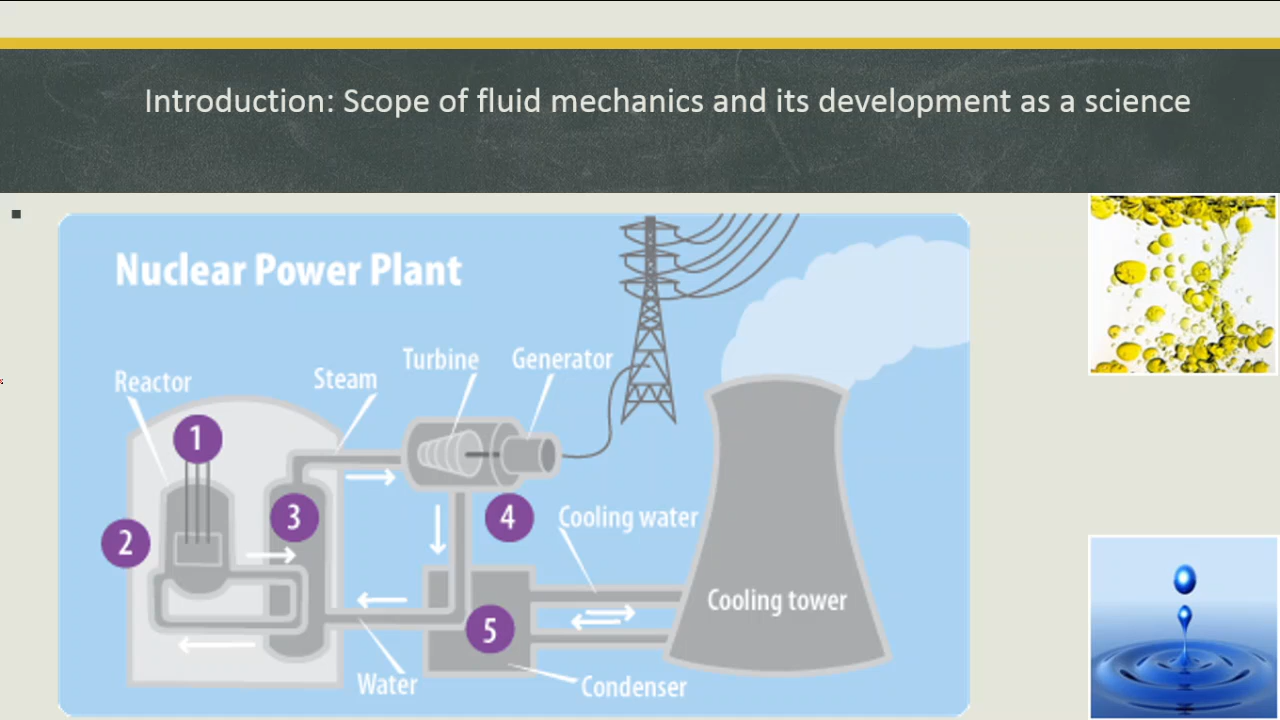 Introduction: Scope of fluid mechanics and its development as a science
Nuclear Power Plant
Turbine
Generator
Reactor
Steam
1
3
4
Cooling water
2
Cooling tower
5
Water
Condenser